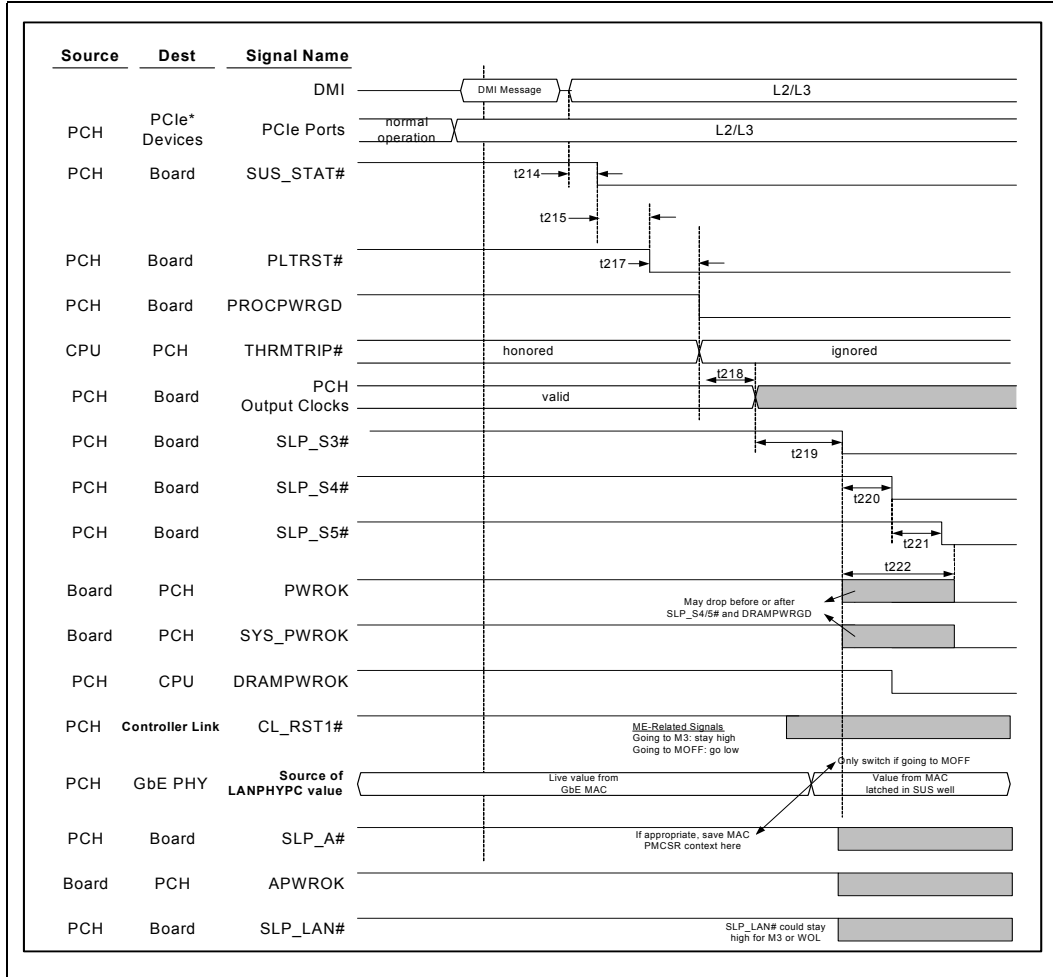 Source Dest Signal Name
DMI DMI Message L2/L3
PCH PCIe* Devices PCIe Ports normal operation L2/L3
PCH Board SUS_STAT# t214
t215
PCH Board PLTRST# t217
PCH Board PROCPWRGD
CPU PCH THRMTRIP# honored ignored
t218
PCH Board PCH Output Clocks valid
PCH Board SLP_S3# t219
PCH Board SLP_S4# t220
PCH Board SLP_S5# t221
t222
Board PCH PWROK
May drop before or after
SLP_S4/5# and DRAMPWRGD
Board PCH SYS_PWROK
PCH CPU DRAMPWROK
PCH Controller Link CL_RST1#
ME-Related Signals
Going to M3: stay high
Going to MOFF: go low
Only switch if going to MOFF
PCH GbE PHY Source of LANPHYPC value
Live value from
GbE MAC
Value from MAC
latched in SUS well
PCH Board SLP_A#
If appropriate, save MAC
PMCSR context here
Board PCH APWROK
PCH Board SLP_LAN#
SLP_LAN# could stay
high for M3 or WOL